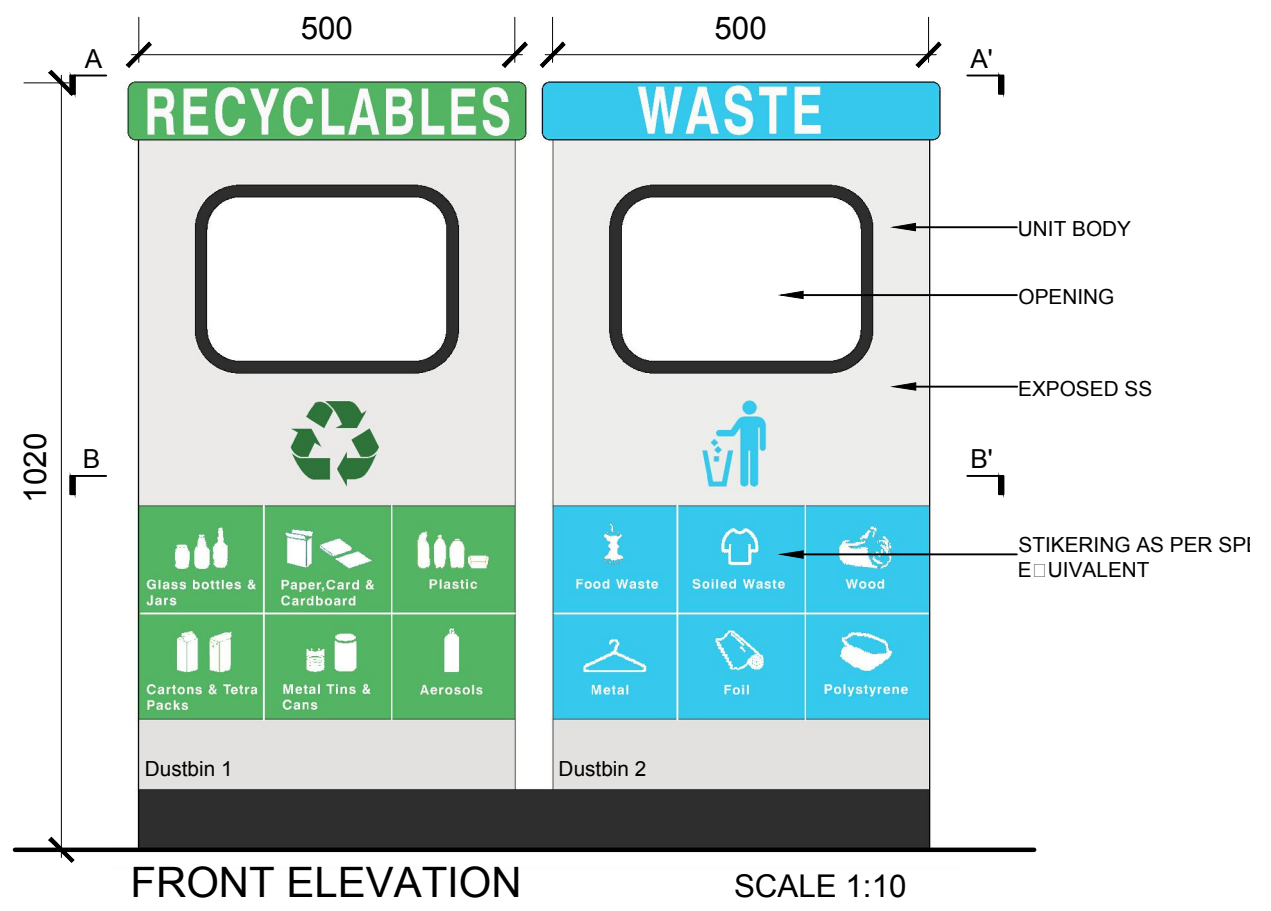 500
500
A
A'
RECYCLABLES
WASTE
UNIT BODY
OPENING
EXPOSED SS
1020
B
B'
STIKERING AS PER SPE
E□UIVALENT
Glass bottles &
Jars
Paper,Card &
Cardboard
Plastic
Food Waste
Soiled Waste
Wood
Cartons & Tetra
Packs
Metal Tins &
Cans
Aerosols
Metal
Foil
Polystyrene
Dustbin 1
Dustbin 2
FRONT ELEVATION
SCALE 1:10